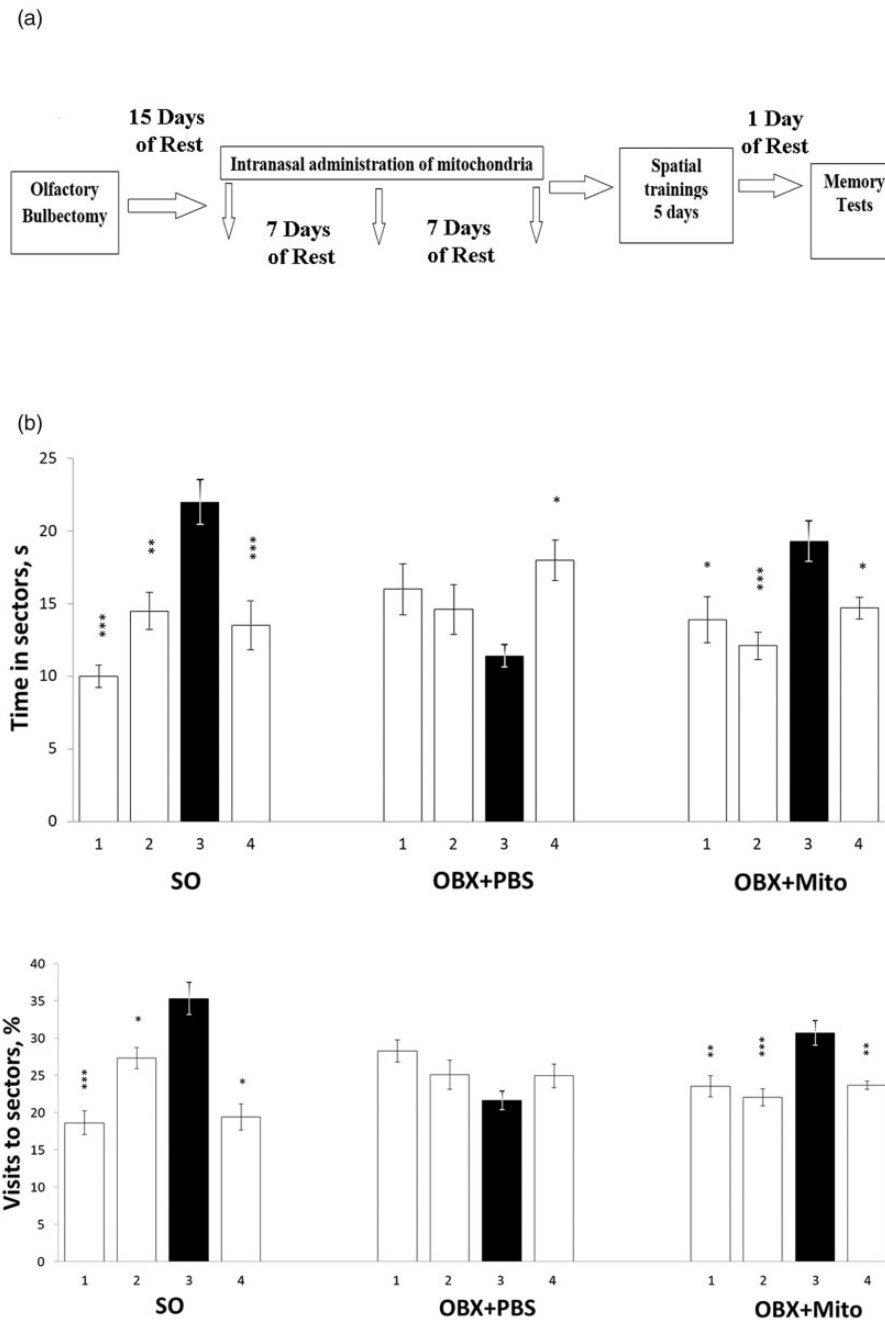 (a)
15 Days
of Rest
1 Day
of Rest
Intranasal administration of mitochondria
Olfactory
Bulbectomy
7 Days
of Rest
7 Days
of Rest
Spatial
trainings
5 days
Memory
Tests
(b)
Time in sectors, s
25
20
15
10
5
0
***
**
***
*
*
***
*
1 2 3 4 1 2 3 4 1 2 3 4
SO OBX+PBS OBX+Mito
Visits to sectors, %
40
35
30
25
20
15
10
5
0
***
*
*
**
***
**
1 2 3 4 1 2 3 4 1 2 3 4
SO OBX+PBS OBX+Mito